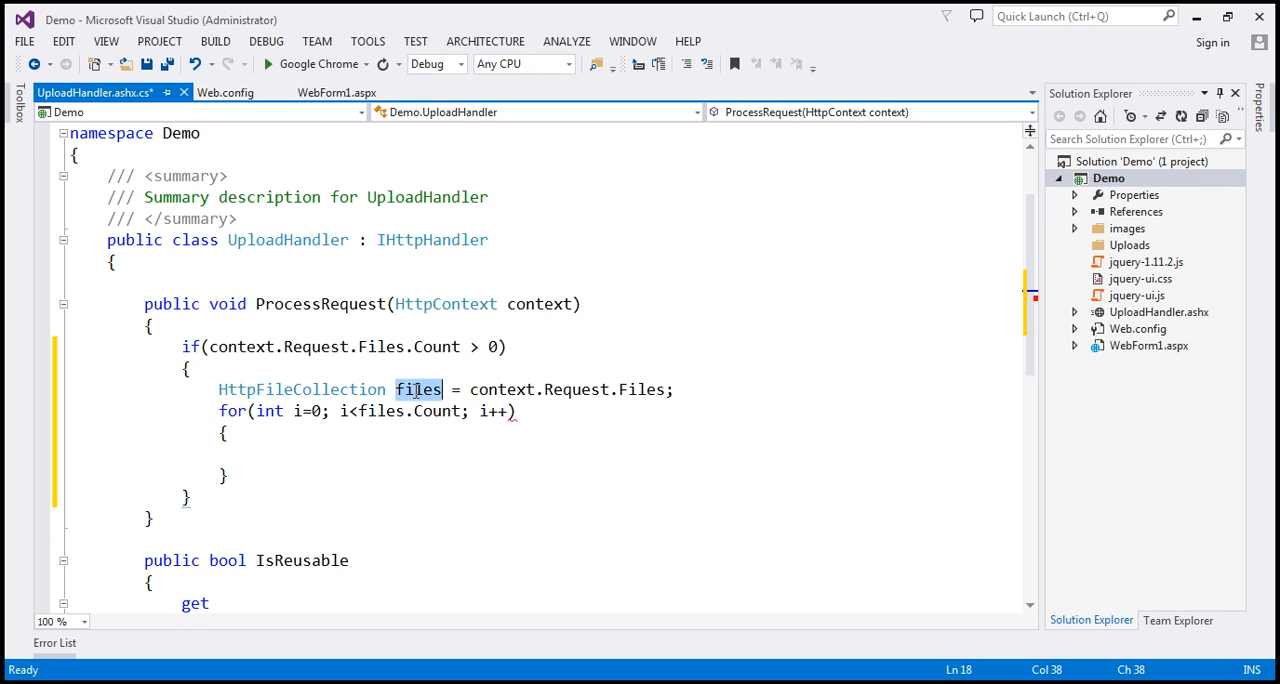 Demo - Microsoft Visual Studio (Administrator)
Quick Launch (Ctrl+Q)
FILE EDIT VIEW PROJECT BUILD DEBUG TEAM TOOLS TEST ARCHITECTURE ANALYZE WINDOW HELP
Sign in
Google Chrome Debug Any CPU
Toolbox
UploadHandler.ashx.cs* Web.config WebForm1.aspx
Demo Demo.UploadHandler ProcessRequest(HttpContext context)
namespace Demo
{
/// <summary>
/// Summary description for UploadHandler
/// </summary>
public class UploadHandler : IHttpHandler
{
public void ProcessRequest(HttpContext context)
{
if(context.Request.Files.Count > 0)
{
HttpFileCollection files = context.Request.Files;
for(int i=0; i<files.Count; i++)
{
}
}
}
public bool IsReusable
{
get
100 %
Error List
Solution Explorer
Search Solution Explorer (Ctrl+;)
Solution 'Demo' (1 project)
Demo
Properties
References
images
Uploads
jquery-1.11.2.js
jquery-ui.css
jquery-ui.js
UploadHandler.ashx
Web.config
WebForm1.aspx
Solution Explorer Team Explorer
Properties
Ready Ln 18 Col 38 Ch 38 INS